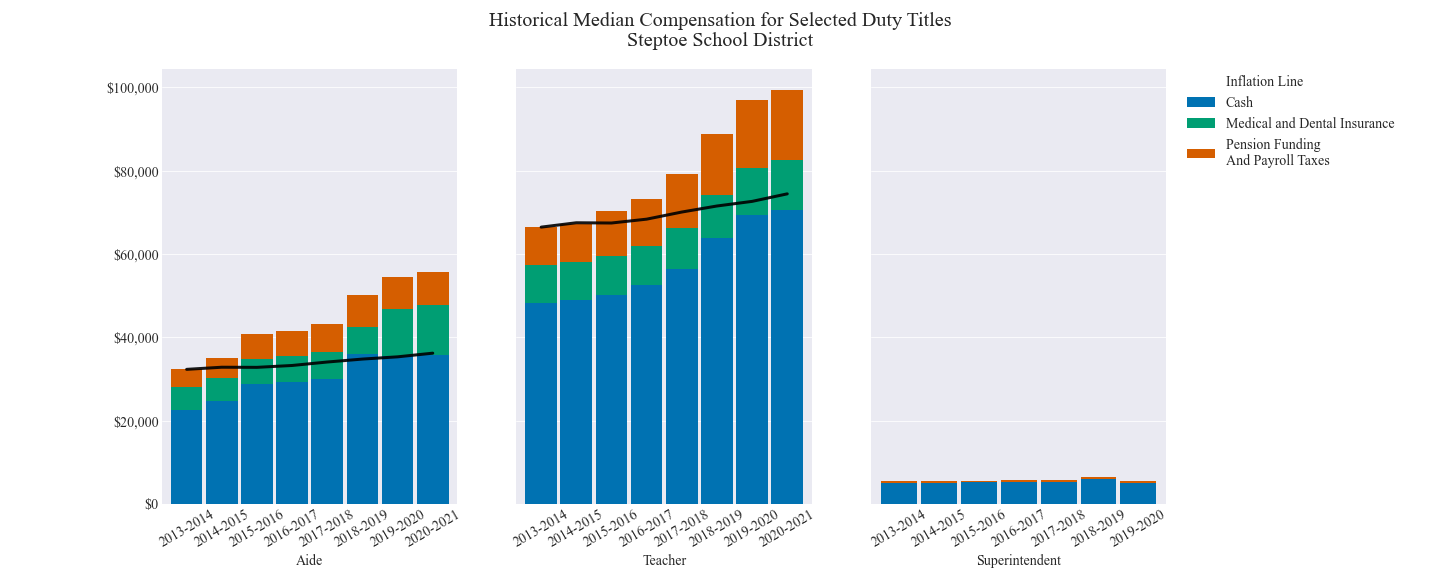 Historical Median Compensation for Selected Duty Titles
Steptoe School District
$100,000
$80,000
$60,000
$40,000
$20,000
$0
2013-2014
2014-2015
2015-2016
2016-2017
2017-2018
2018-2019
2019-2020
2020-2021
Aide
2013-2014
2014-2015
2015-2016
2016-2017
2017-2018
2018-2019
2019-2020
2020-2021
Teacher
2013-2014
2014-2015
2015-2016
2016-2017
2017-2018
2018-2019
2019-2020
Superintendent
Inflation Line
Cash
Medical and Dental Insurance
Pension Funding
And Payroll Taxes